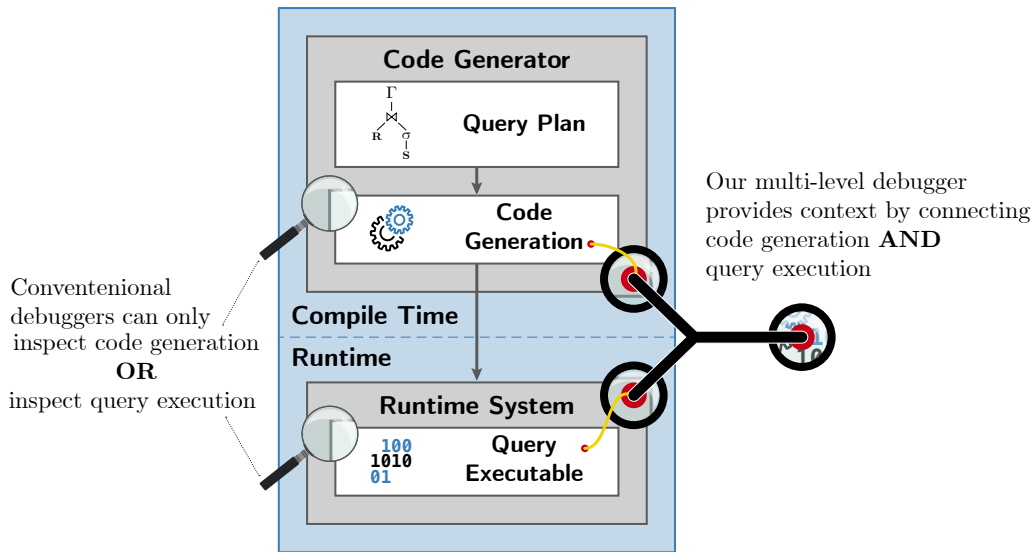 Code Generator
Γ
⋈
R
σ
S
Query Plan
Code
Generation
Compile Time
Runtime
Runtime System
100
1010
01
Query
Executable
Conventenional
debuggers can only
inspect code generation
OR
inspect query execution
Our multi-level debugger
provides context by connecting
code generation AND
query execution
1
10